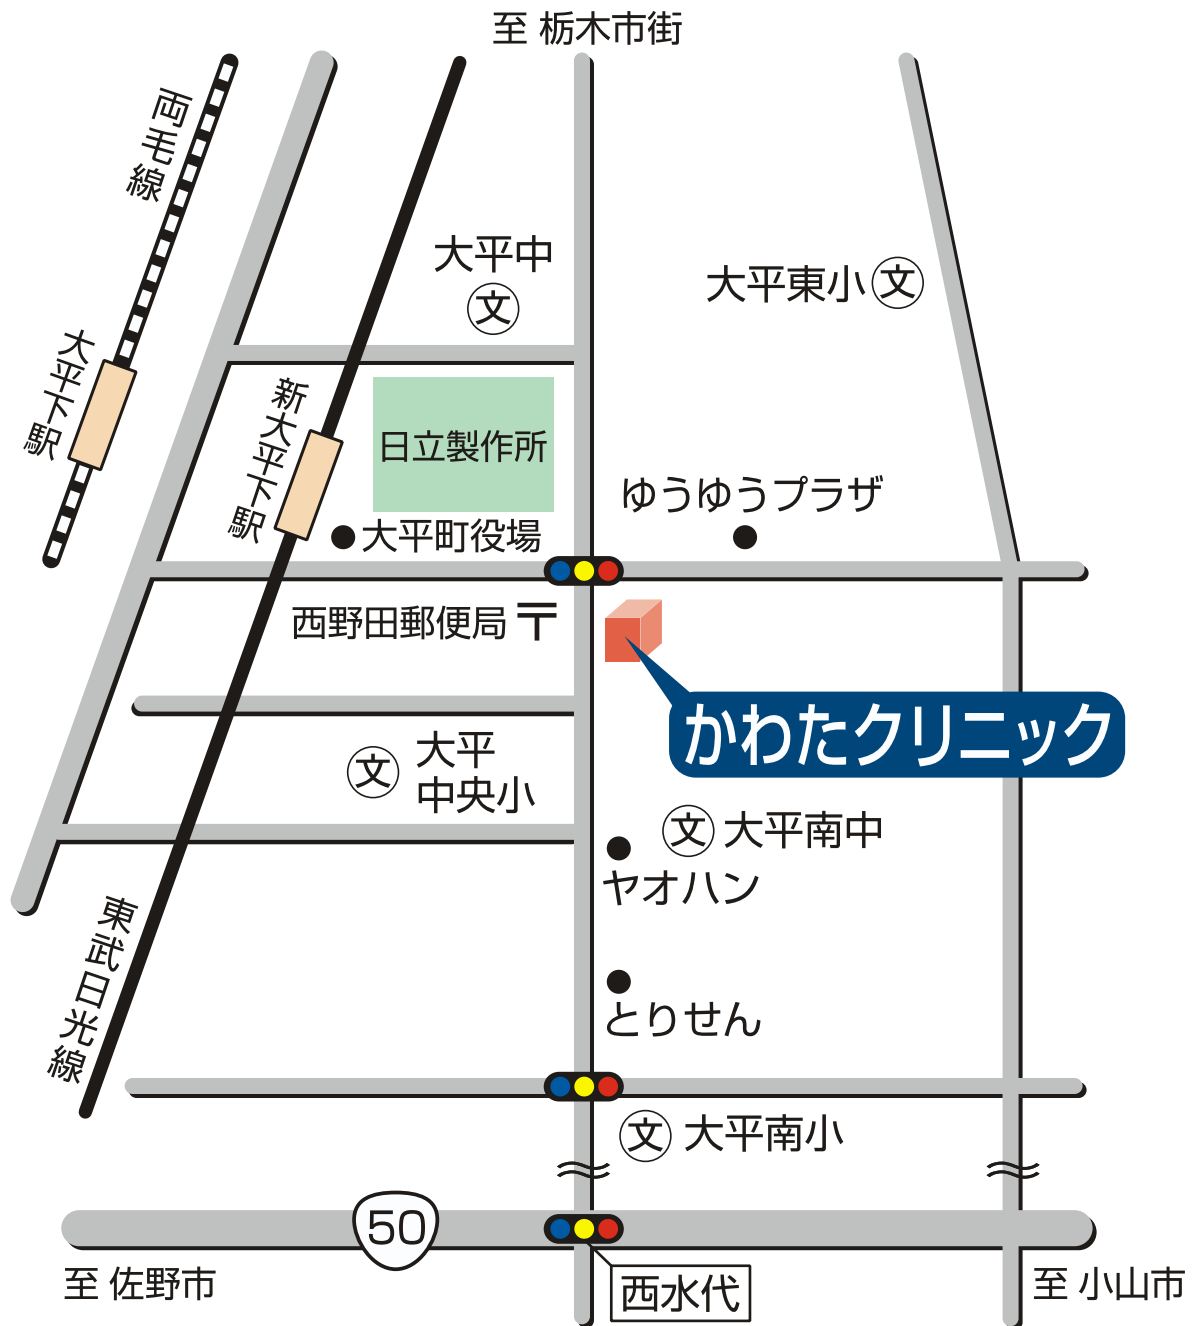 至 栃木市街
両毛線
大平中
文
大平東小
文
大平下駅
新大平下駅
日立製作所
ゆうゆうプラザ
大平町役場
西野田郵便局 〒
かわたクリニック
文
大平
中央小
文
大平南中
ヤオハン
東武日光線
とりせん
文
大平南小
50
至 佐野市
西水代
至 小山市